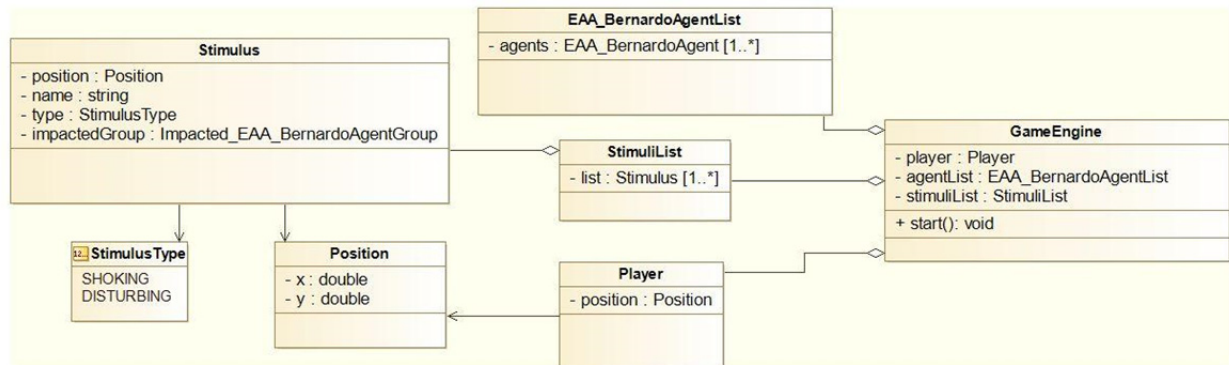 EAA_BernardoAgentList
- agents : EAA_BernardoAgent [1..*]
Stimulus
- position : Position
- name : string
- type : StimulusType
- impactedGroup : Impacted_EAA_BernardoAgentGroup
StimuliList
- list : Stimulus [1..*]
GameEngine
- player : Player
- agentList : EAA_BernardoAgentList
- stimuliList : StimuliList
+ start(): void
12... StimulusType
SHOKING
DISTURBING
Position
- x : double
- y : double
Player
- position : Position